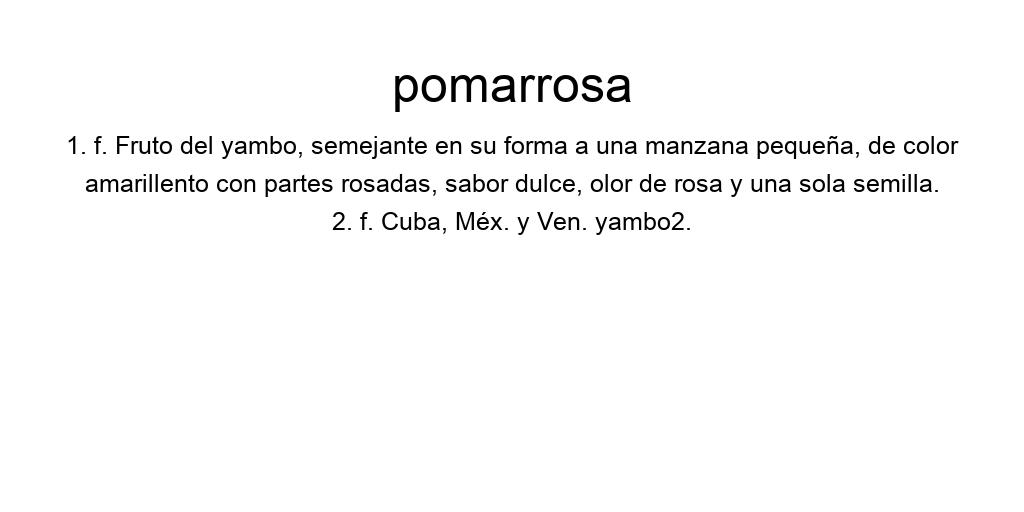 pomarrosa
1. f. Fruto del yambo, semejante en su forma a una manzana pequeña, de color
amarillento con partes rosadas, sabor dulce, olor de rosa y una sola semilla.
2. f. Cuba, Méx. y Ven. yambo2.